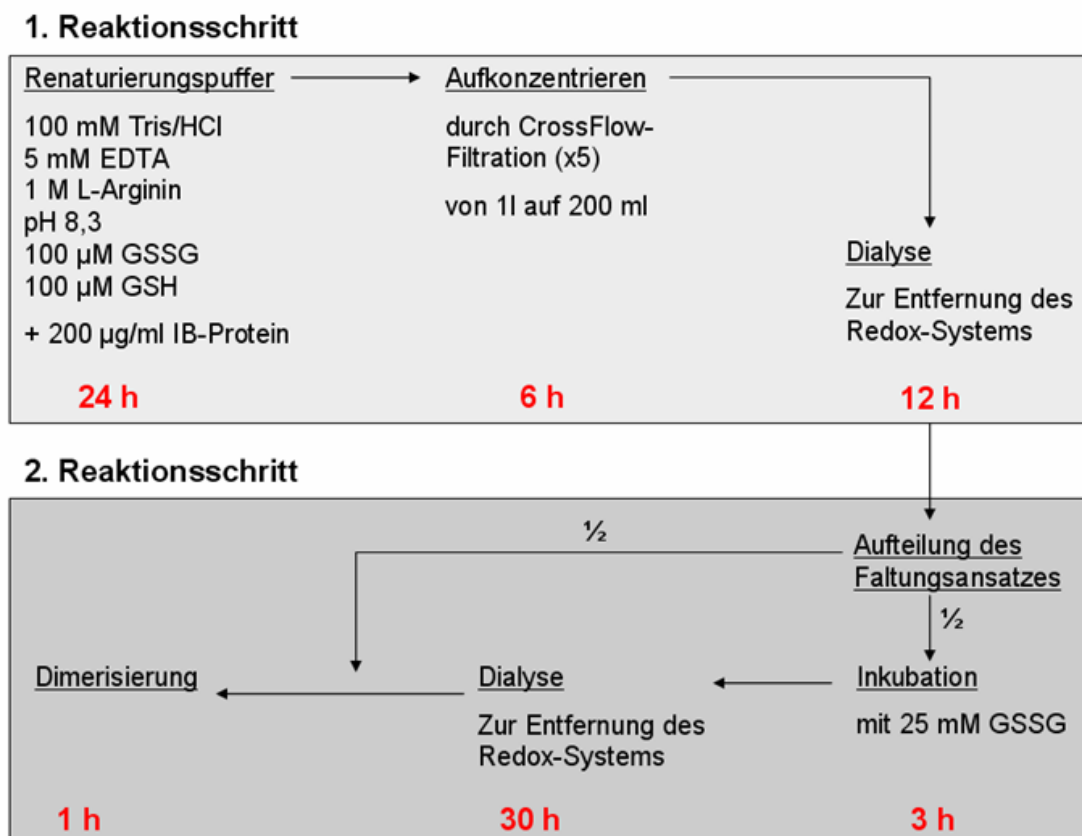 1. Reaktionsschritt
Renaturierungspuffer
100 mM Tris/HCl
5 mM EDTA
1 M L-Arginin
pH 8,3
100 µM GSSG
100 µM GSH
+ 200 µg/ml IB-Protein
24 h
Aufkonzentrieren
durch CrossFlow-
Filtration (x5)
von 1l auf 200 ml
6 h
Dialyse
Zur Entfernung des
Redox-Systems
12 h
2. Reaktionsschritt
Aufteilung des
Faltungsansatzes
½
½
Inkubation
mit 25 mM GSSG
3 h
Dialyse
Zur Entfernung des
Redox-Systems
30 h
Dimerisierung
1 h